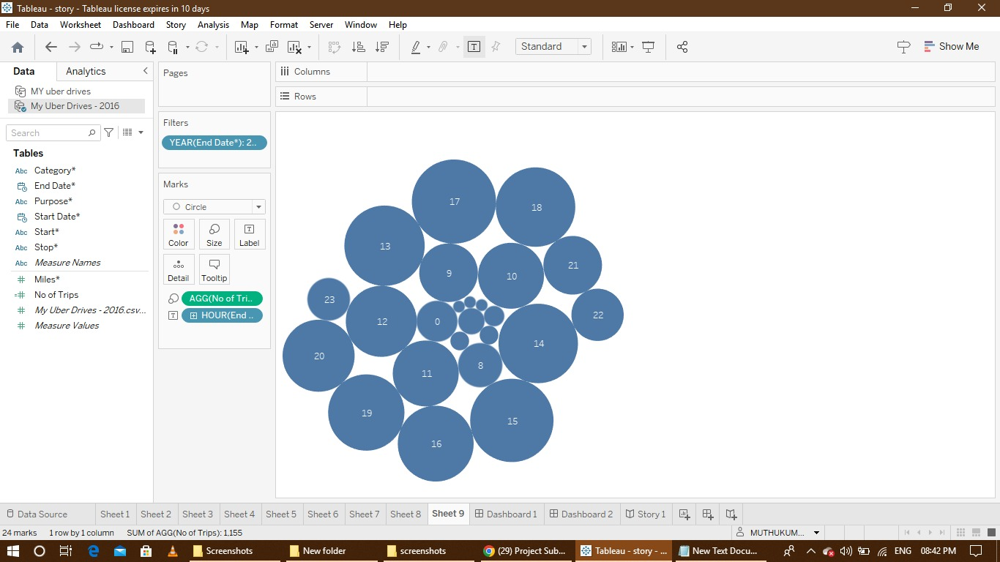 Tableau - story - Tableau license expires in 10 days
File Data Worksheet Dashboard Story Analysis Map Format Server Window Help
Standard
Show Me
Data Analytics
MY uber drives
My Uber Drives - 2016
Search
Tables
Abc Category*
End Date*
Abc Purpose*
Start Date*
Abc Start*
Abc Stop*
Abc Measure Names
# Miles*
=# No of Trips
# My Uber Drives - 2016.csv...
# Measure Values
Pages
Filters
YEAR(End Date*): 2..
Marks
Circle
Color Size Label
Detail Tooltip
AGG(No of Tri..
HOUR(End ..
Columns
Rows
17
18
13
21
9
10
23
22
12
0
14
20
8
11
19
15
16
Data Source Sheet 1 Sheet 2 Sheet 3 Sheet 4 Sheet 5 Sheet 6 Sheet 7 Sheet 8 Sheet 9 Dashboard 1 Dashboard 2 Story 1
24 marks 1 row by 1 column SUM of AGG(No of Trips): 1,155 MUTHUKUM...
Screenshots New folder screenshots (29) Project Sub... Tableau - story - ... New Text Docu... ENG 08:42 PM